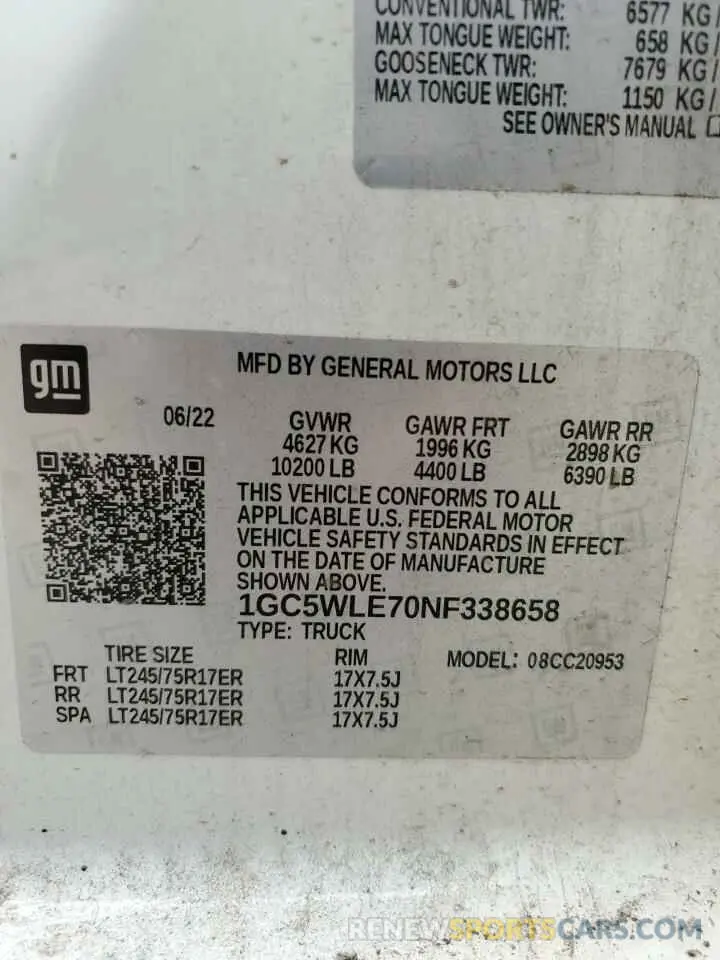 CONVENTIONAL TWR: 6577 KG/
MAX TONGUE WEIGHT: 658 KG/
GOOSENECK TWR: 7679 KG/
MAX TONGUE WEIGHT: 1150 KG/
SEE OWNER'S MANUAL
gm
MFD BY GENERAL MOTORS LLC
06/22 GVWR GAWR FRT GAWR RR
4627 KG 1996 KG 2898 KG
10200 LB 4400 LB 6390 LB
THIS VEHICLE CONFORMS TO ALL
APPLICABLE U.S. FEDERAL MOTOR
VEHICLE SAFETY STANDARDS IN EFFECT
ON THE DATE OF MANUFACTURE
SHOWN ABOVE.
1GC5WLE70NF338658
TYPE: TRUCK
TIRE SIZE RIM MODEL: 08CC20953
FRT LT245/75R17ER 17X7.5J
RR LT245/75R17ER 17X7.5J
SPA LT245/75R17ER 17X7.5J
RENEWSPORTSCARS.COM